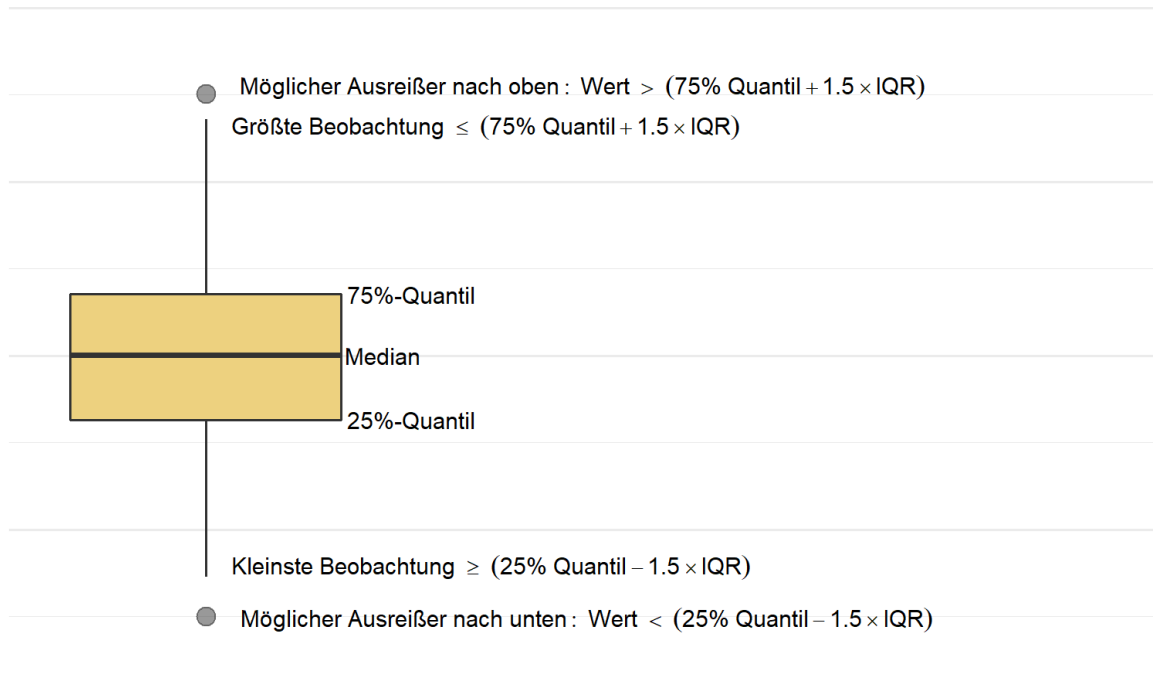 Möglicher Ausreißer nach oben : Wert > (75% Quantil + 1.5 × IQR)
Größte Beobachtung ≤ (75% Quantil + 1.5 × IQR)
75%-Quantil
Median
25%-Quantil
Kleinste Beobachtung ≥ (25% Quantil − 1.5 × IQR)
Möglicher Ausreißer nach unten : Wert < (25% Quantil − 1.5 × IQR)